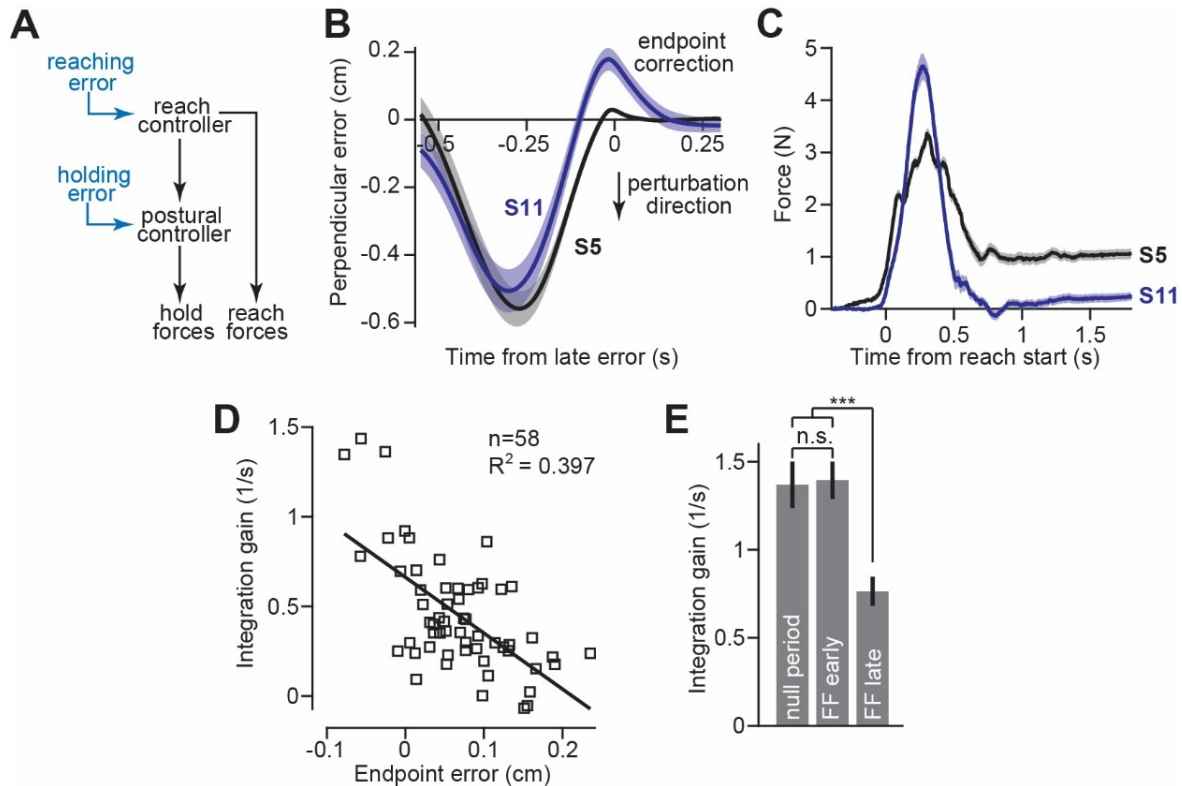 A
reaching
error
reach
controller
holding
error
postural
controller
hold
forces
reach
forces
B
Perpendicular error (cm)
0.2
0
-0.2
-0.4
-0.6
-0.5
-0.25
0
0.25
endpoint
correction
perturbation
direction
S11
S5
Time from late error (s)
C
Force (N)
5
4
3
2
1
0
0
0.5
1
1.5
S5
S11
Time from reach start (s)
D
Integration gain (1/s)
1.5
1
0.5
0
n=58
R² = 0.397
-0.1
0
0.1
0.2
Endpoint error (cm)
E
Integration gain (1/s)
1.5
1
0.5
0
***
n.s.
null period
FF early
FF late